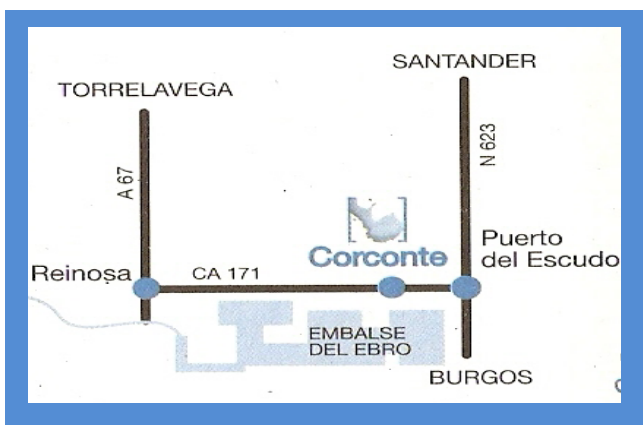 SANTANDER
TORRELAVEGA
N 623
A 67
Corconte
Puerto
del Escudo
Reinosa
CA 171
EMBALSE
DEL EBRO
BURGOS